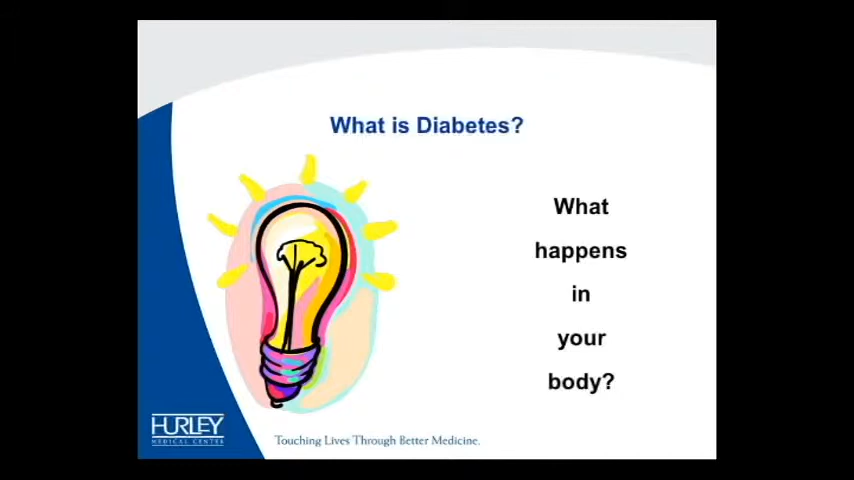 What is Diabetes?
What
happens
in
your
body?
HURLEY
MEDICAL CENTER
Touching Lives Through Better Medicine.